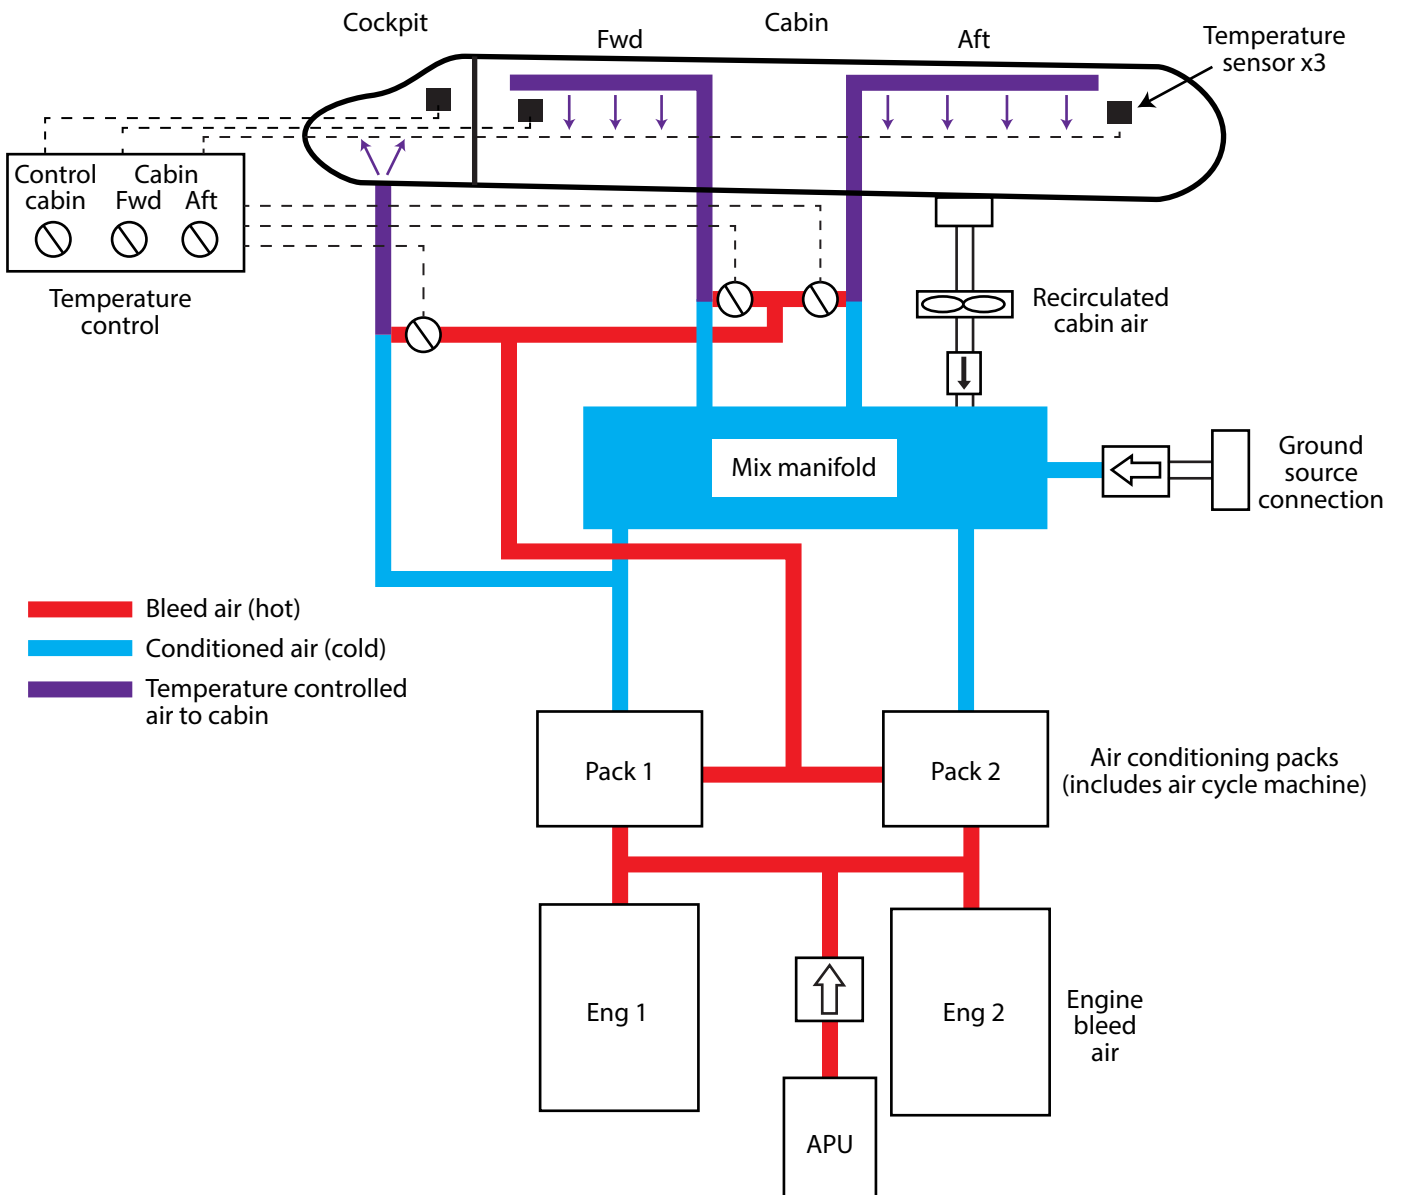 Cockpit
Cabin
Fwd
Aft
Temperature
sensor x3
Control
cabin
Cabin
Fwd Aft
Temperature
control
Recirculated
cabin air
Mix manifold
Ground
source
connection
Bleed air (hot)
Conditioned air (cold)
Temperature controlled
air to cabin
Pack 1
Pack 2
Air conditioning packs
(includes air cycle machine)
Eng 1
Eng 2
Engine
bleed
air
APU